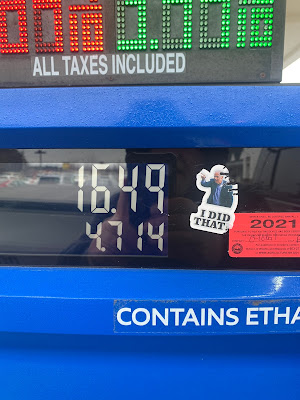 ALL TAXES INCLUDED
16.49
4.714
I DID
THAT!
2021
CONTAINS ETHA